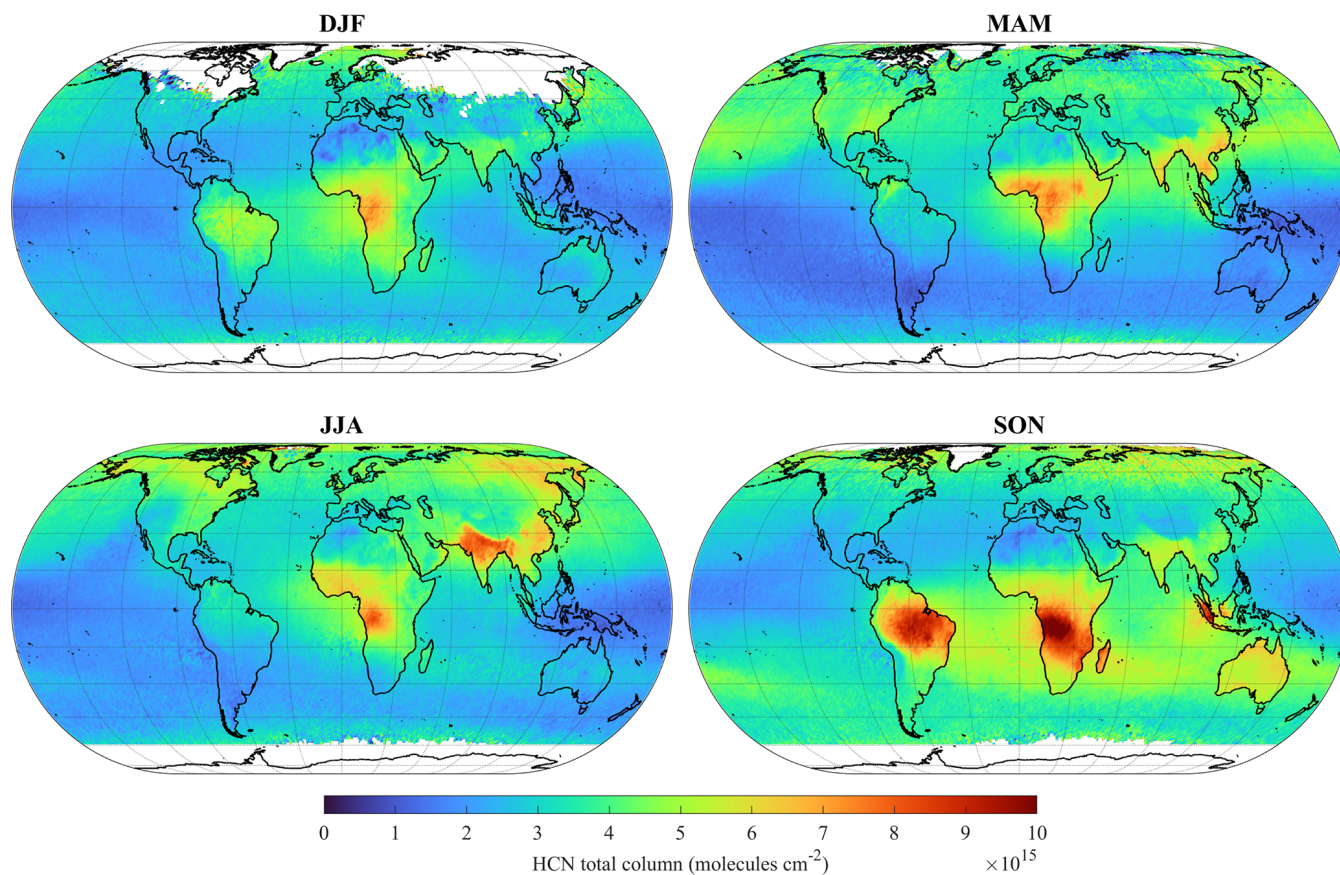 DJF
MAM
JJA
SON
0 1 2 3 4 5 6 7 8 9 10
HCN total column (molecules cm⁻²) ×10¹⁵